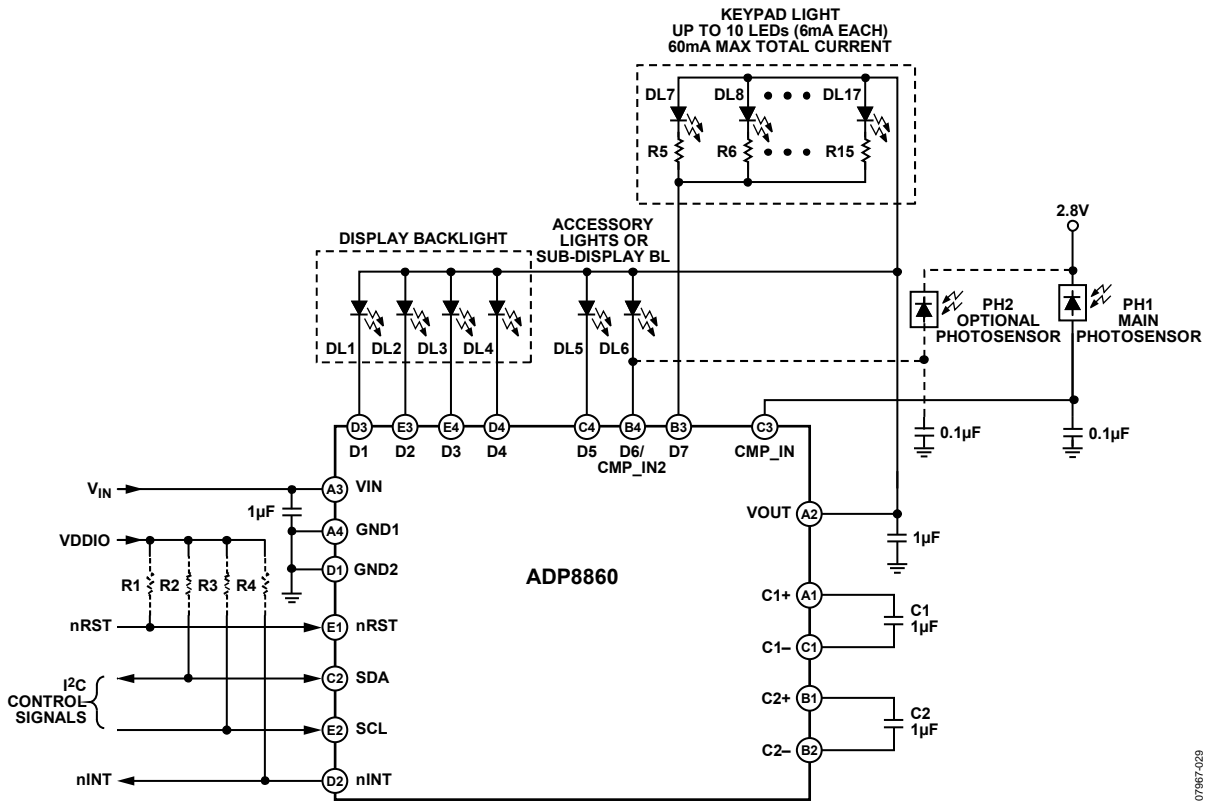 KEYPAD LIGHT
UP TO 10 LEDs (6mA EACH)
60mA MAX TOTAL CURRENT
DL7
DL8
DL17
R5
R6
R15
2.8V
DISPLAY BACKLIGHT
ACCESSORY
LIGHTS OR
SUB-DISPLAY BL
PH2
OPTIONAL
PHOTOSENSOR
PH1
MAIN
PHOTOSENSOR
DL1
DL2
DL3
DL4
DL5
DL6
0.1µF
0.1µF
D3
E3
E4
D4
C4
B4
B3
C3
D1
D2
D3
D4
D5
D6/
CMP_IN2
D7
CMP_IN
VIN
A3
VIN
1µF
A4
GND1
D1
GND2
VDDIO
R1
R2
R3
R4
ADP8860
VOUT
A2
1µF
C1+
A1
C1
1µF
C1–
C1
C2+
B1
C2
1µF
C2–
B2
nRST
E1
nRST
I2C
CONTROL
SIGNALS
C2
SDA
E2
SCL
nINT
D2
nINT
07967-029